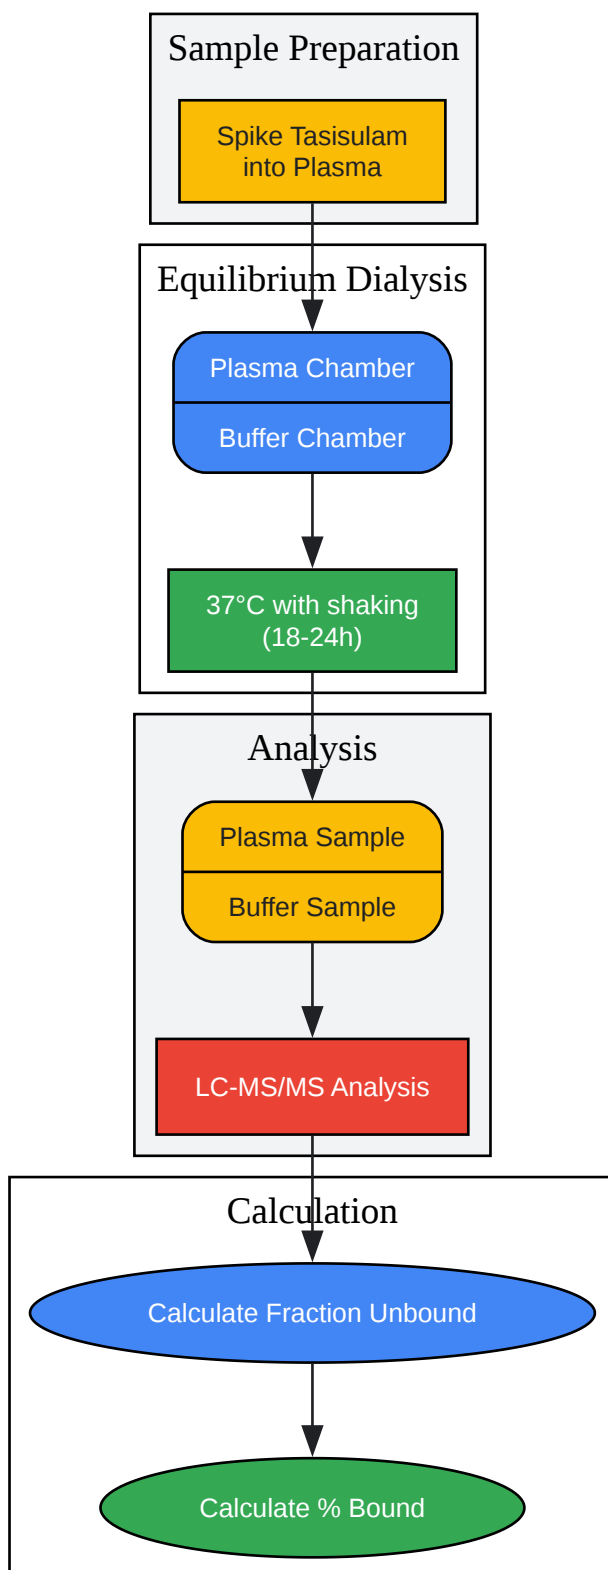 Sample Preparation
Spike Tasisulam
into Plasma
Equilibrium Dialysis
Plasma Chamber
Buffer Chamber
37°C with shaking
(18-24h)
Analysis
Plasma Sample
Buffer Sample
LC-MS/MS Analysis
Calculation
Calculate Fraction Unbound
Calculate % Bound